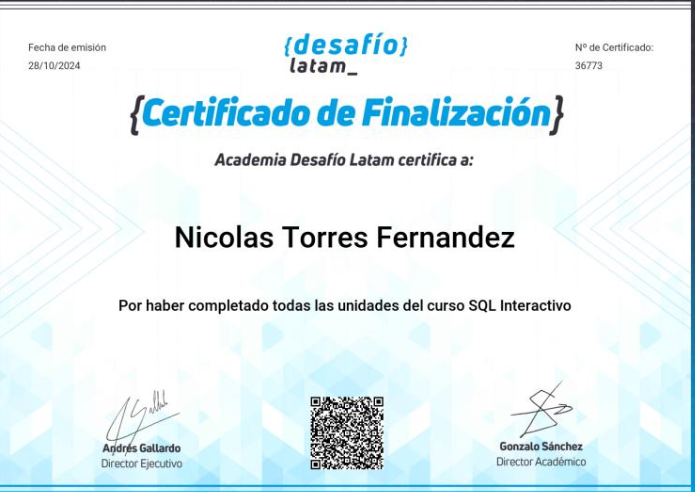 Fecha de emisión
28/10/2024
{desafío}
latam_
Nº de Certificado:
36773
{Certificado de Finalización}
Academia Desafío Latam certifica a:
Nicolas Torres Fernandez
Por haber completado todas las unidades del curso SQL Interactivo
Andrés Gallardo
Director Ejecutivo
Gonzalo Sánchez
Director Académico